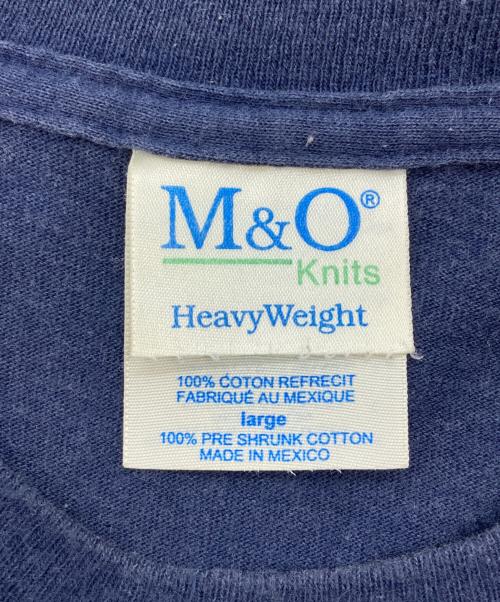 M&O®
Knits
HeavyWeight
100% COTON REFRECIT
FABRIQUÉ AU MEXIQUE
large
100% PRE SHRUNK COTTON
MADE IN MEXICO